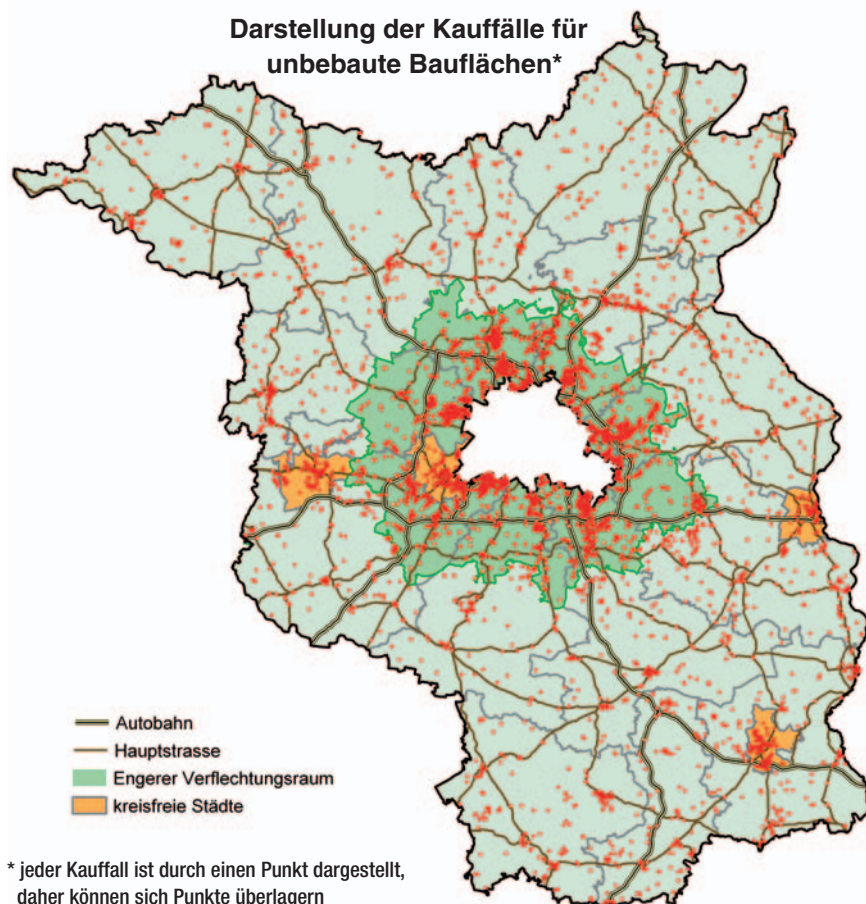 Darstellung der Kauffälle für
unbebaute Bauflächen*
Autobahn
Hauptstrasse
Engerer Verflechtungsraum
kreisfreie Städte
* jeder Kauffall ist durch einen Punkt dargestellt,
daher können sich Punkte überlagern